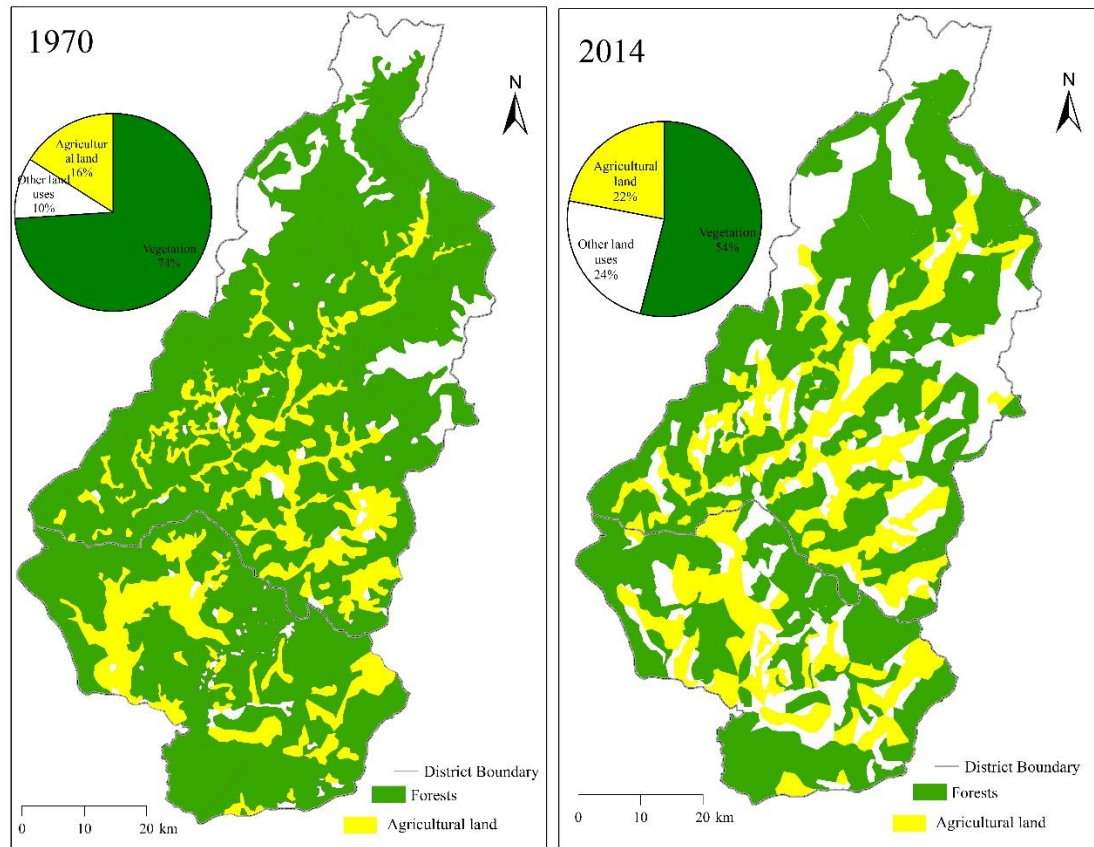 1970
N
Agricultur
al land
16%
Other land
uses
10%
Vegetation
74%
District Boundary
Forests
Agricultural land
0 10 20 km
2014
N
Agricultural
land
22%
Other land
uses
24%
Vegetation
54%
District Boundary
Forests
Agricultural land
0 10 20 km